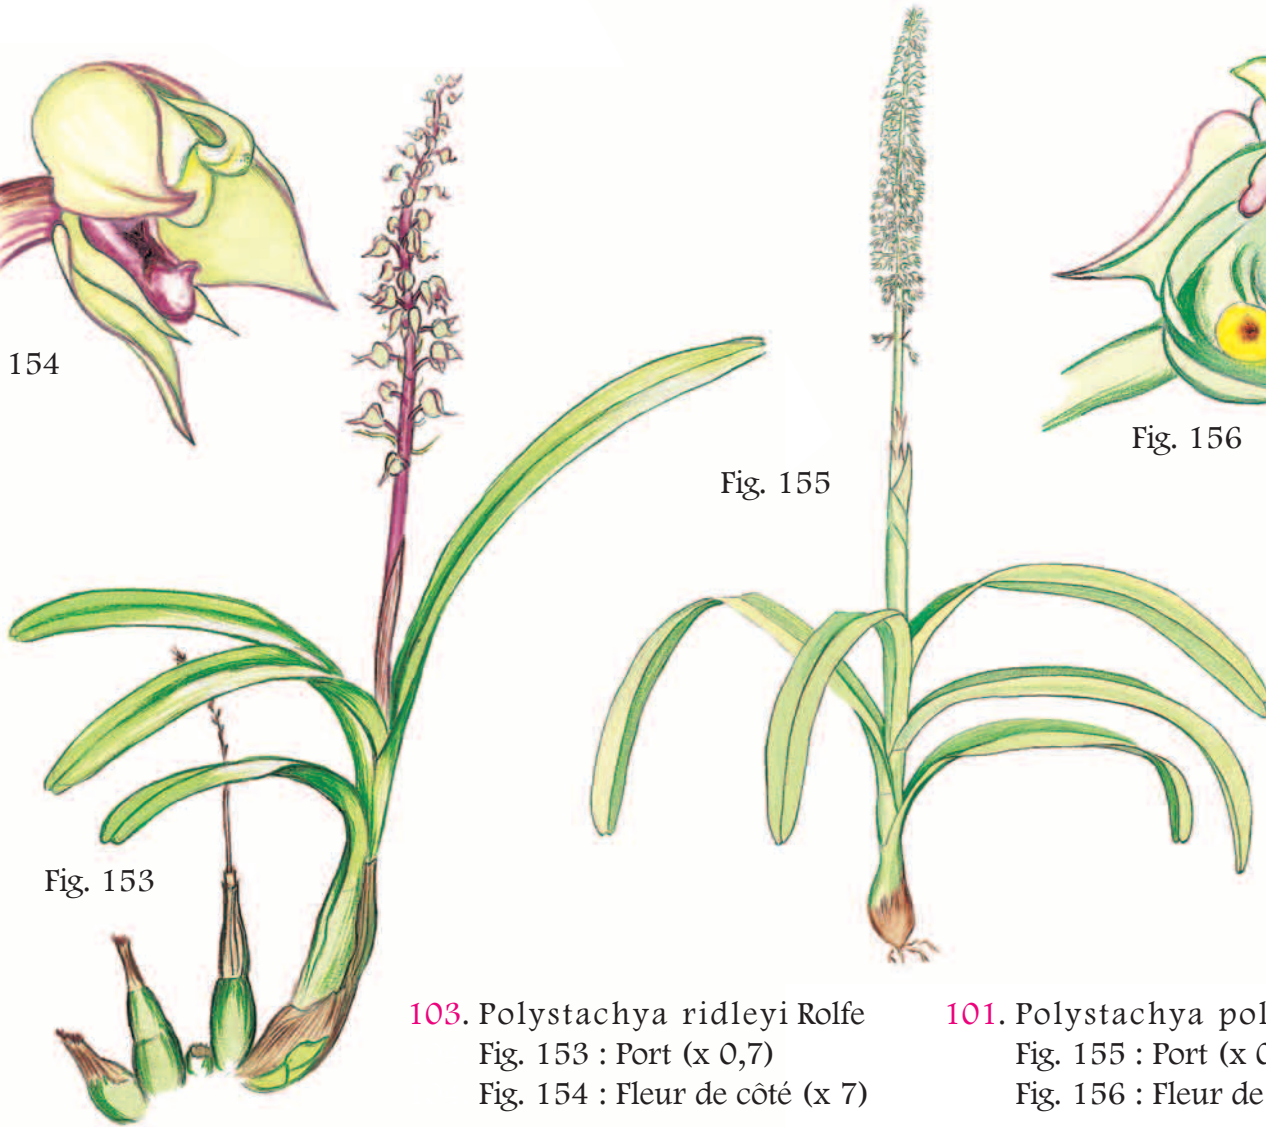 154
Fig. 155
Fig. 156
Fig. 153
103. Polystachya ridleyi Rolfe
Fig. 153 : Port (x 0,7)
Fig. 154 : Fleur de côté (x 7)
101. Polystachya
Fig. 155 : Port (x
Fig. 156 : Fleur de